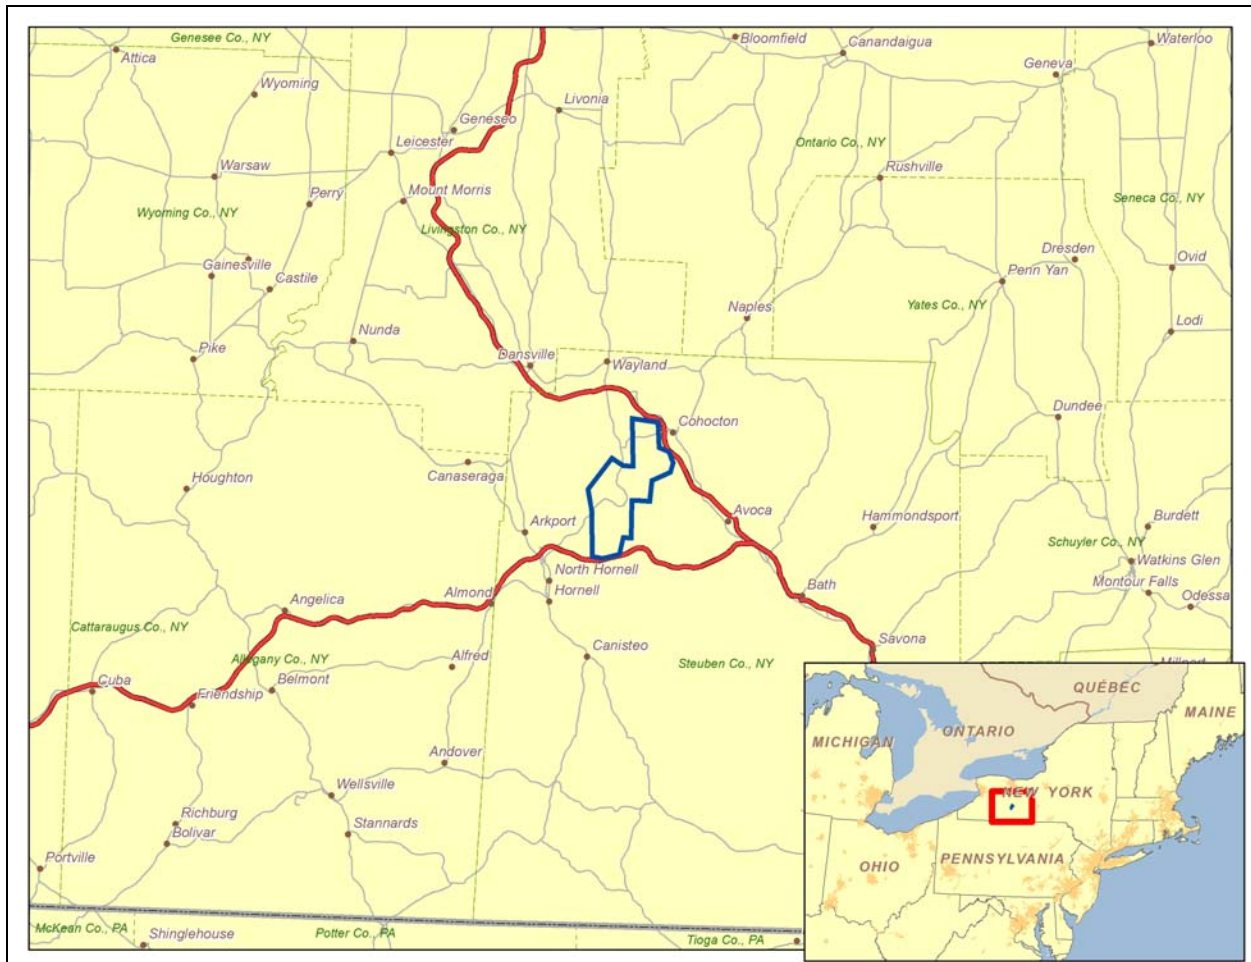 Genesee Co., NY
Bloomfield
Canandaigua
Waterloo
Attica
Geneva
Wyoming
Livonia
Geneseo
Leicester
Ontario Co., NY
Warsaw
Rushville
Perry
Mount Morris
Seneca Co., NY
Wyoming Co., NY
Livingston Co., NY
Dresden
Ovid
Gainesville
Castile
Penn Yan
Naples
Yates Co., NY
Lodi
Nunda
Pike
Dansville
Wayland
Dundee
Cohocton
Canaseraga
Houghton
Avoca
Arkport
Hammondsport
Burdett
Schuyler Co., NY
Watkins Glen
North Hornell
Montour Falls
Bath
Hornell
Almond
Odessa
Angelica
Cattaraugus Co., NY
Savona
Canisteo
Alfred
Allegany Co., NY
Steuben Co., NY
Millport
Cuba
Belmont
Friendship
QUÉBEC
MAINE
ONTARIO
MICHIGAN
Andover
Wellsville
NEW YORK
Richburg
Bolivar
Stannards
Portville
OHIO
PENNSYLVANIA
McKean Co., PA
Shinglehouse
Potter Co., PA
Tioga Co., PA